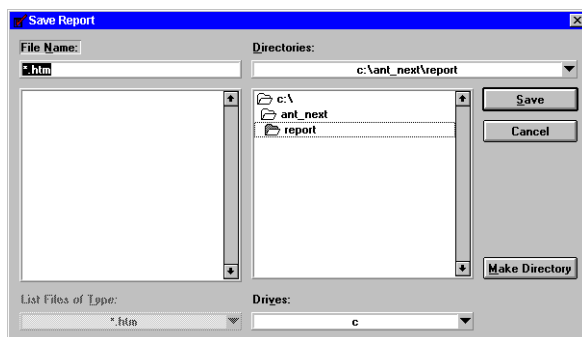 Save Report
File Name:
*.htm
Directories:
c:\ant_next\report
c:\
ant_next
report
Save
Cancel
Make Directory
List Files of Type:
*.htm
Drives:
c